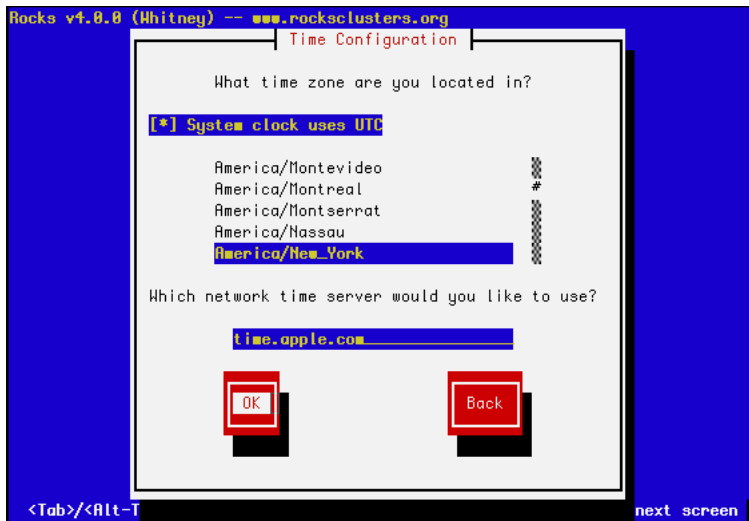 Rocks v4.0.0 (Whitney) -- www.rocksclusters.org
Time Configuration
What time zone are you located in?
[*] System clock uses UTC
America/Montevideo
America/Montreal #
America/Montserrat
America/Nassau
America/New_York
Which network time server would you like to use?
time.apple.com
OK Back
<Tab>/<Alt-T next screen